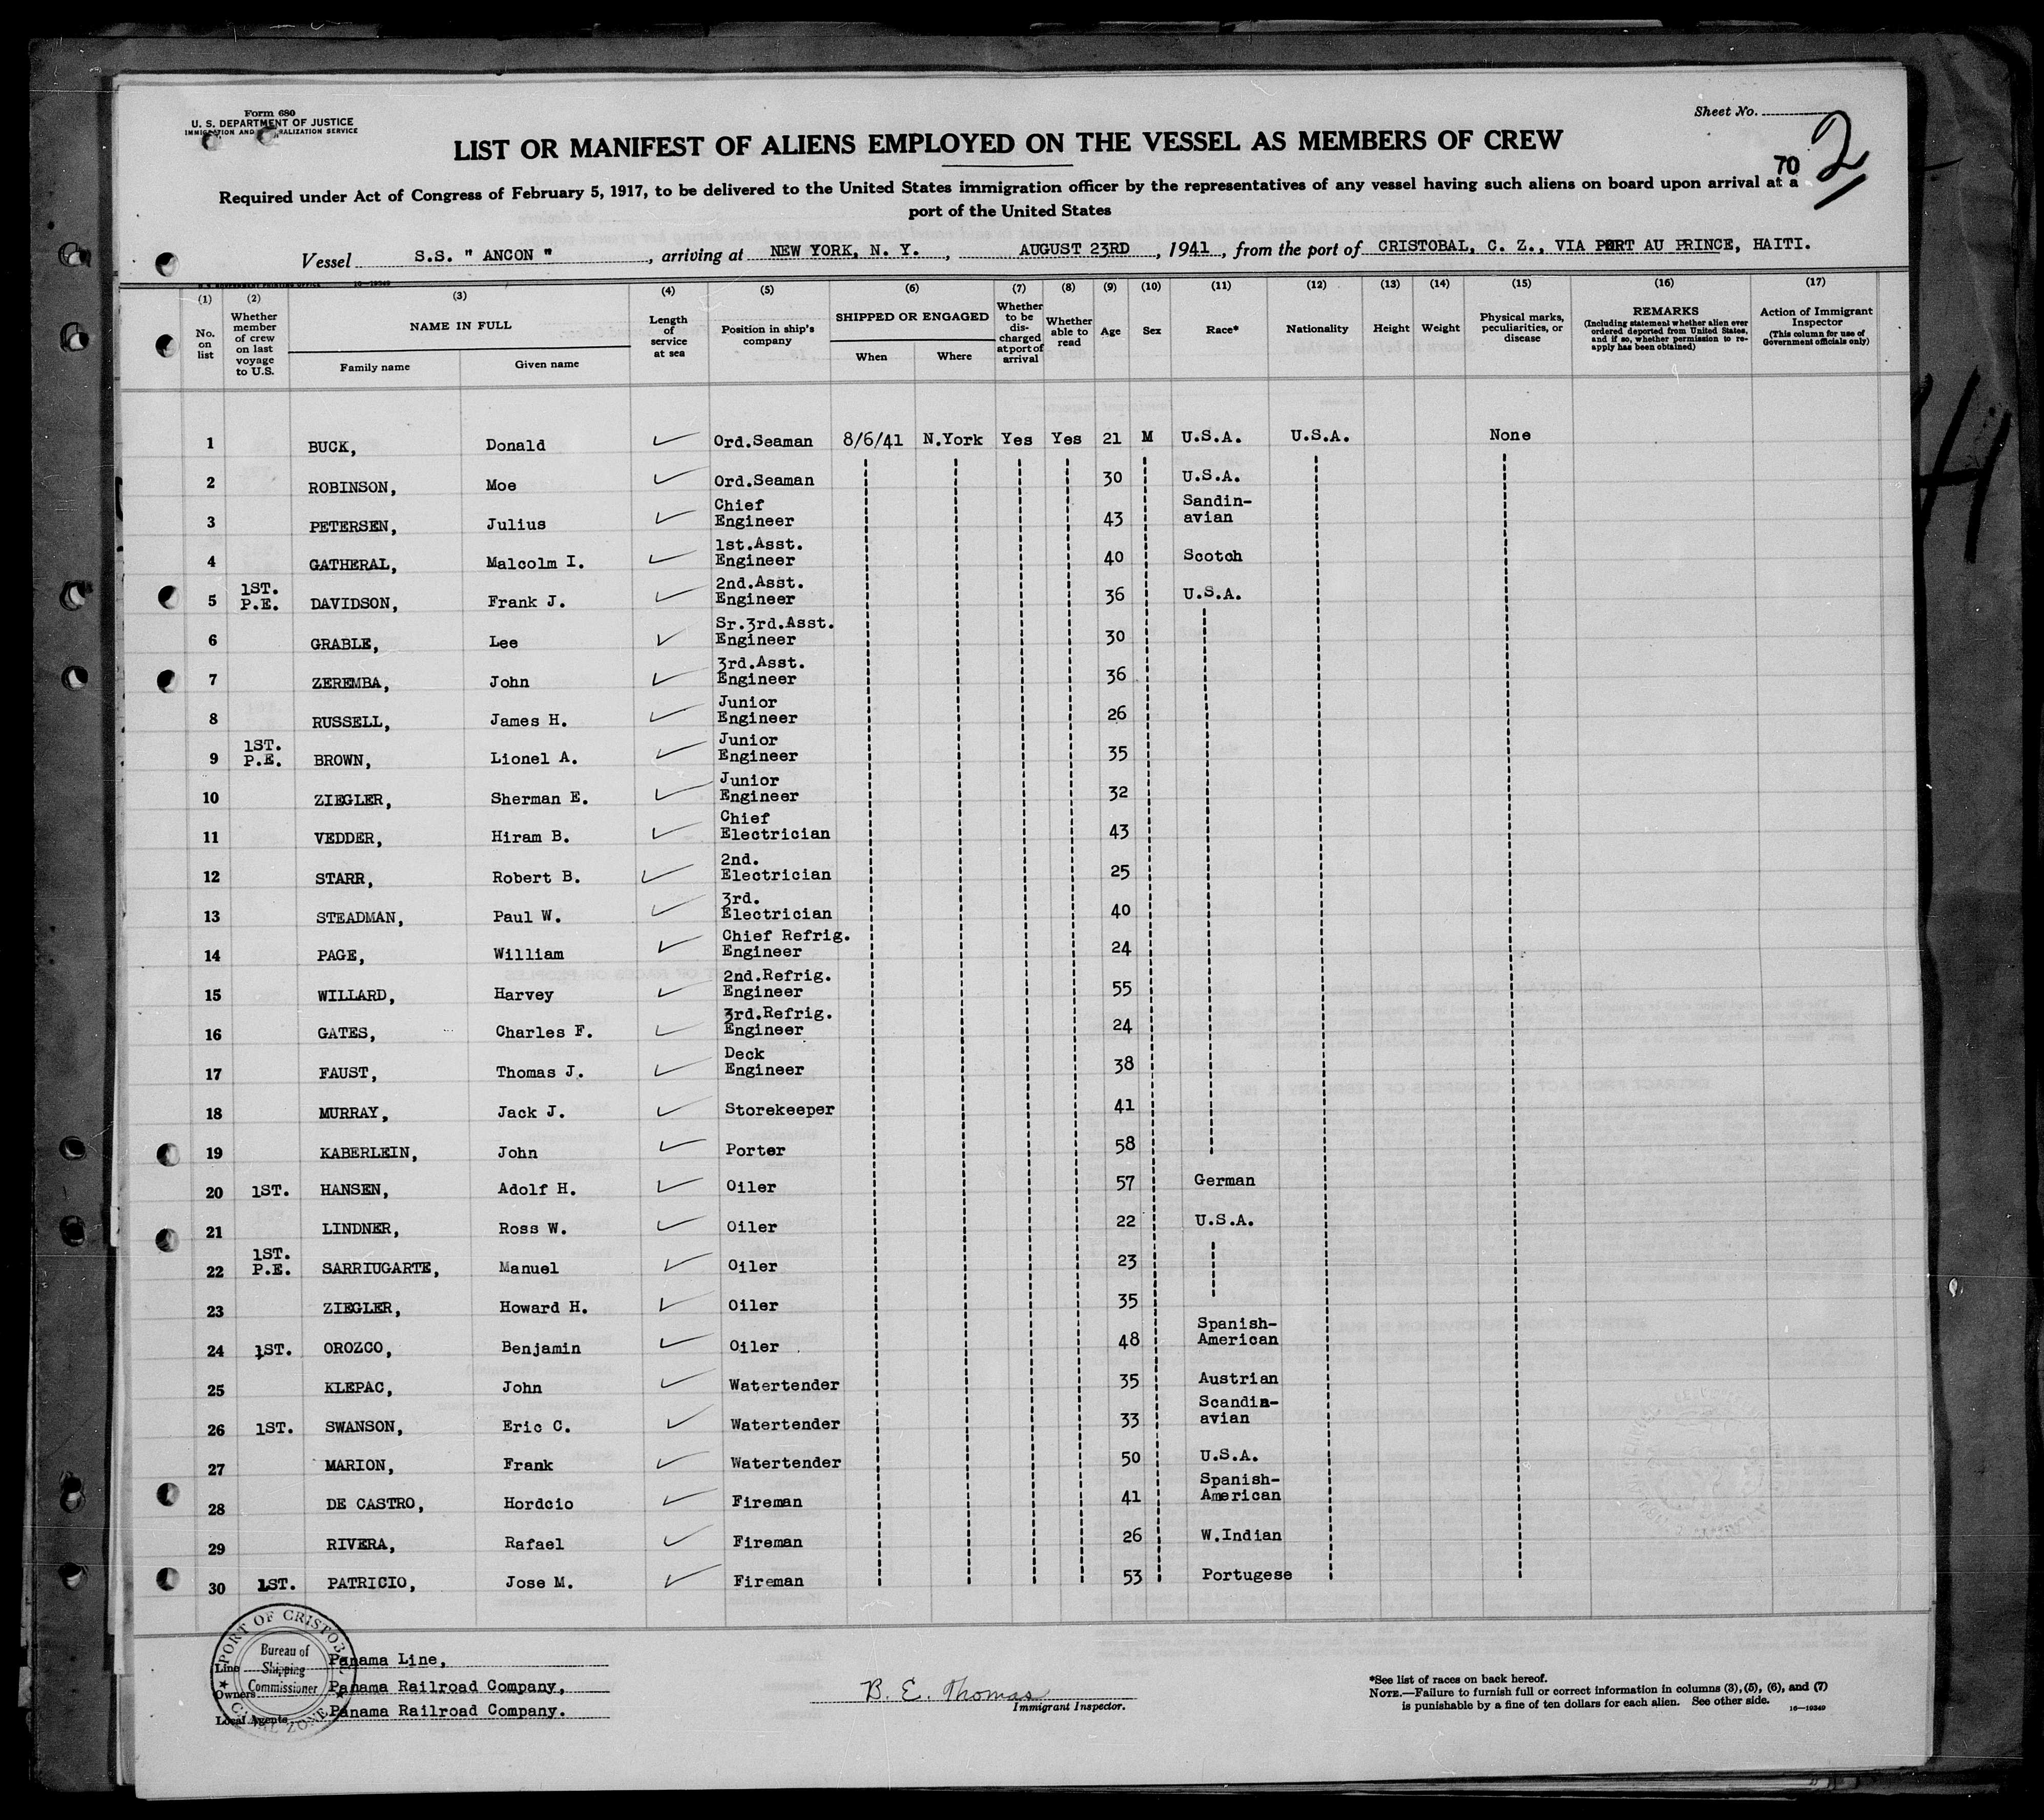 Form 680
U. S. DEPARTMENT OF JUSTICE
IMMIGRATION AND NATURALIZATION SERVICE
Sheet No.
2
70
LIST OR MANIFEST OF ALIENS EMPLOYED ON THE VESSEL AS MEMBERS OF CREW
Required under Act of Congress of February 5, 1917, to be delivered to the United States immigration officer by the representatives of any vessel having such aliens on board upon arrival at a
port of the United States
Vessel S.S. " ANCON ", arriving at NEW YORK, N. Y., AUGUST 23RD, 1941, from the port of CRISTOBAL, C. Z., VIA PORT AU PRINCE, HAITI.
U. S. GOVERNMENT PRINTING OFFICE 16—19349
(1) No. on list
(2) Whether member of crew on last voyage to U.S.
(3) NAME IN FULL Family name Given name
(4) Length of service at sea
(5) Position in ship's company
(6) SHIPPED OR ENGAGED When Where
(7) Whether to be discharged at port of arrival
(8) Whether able to read
(9) Age
(10) Sex
(11) Race*
(12) Nationality
(13) Height
(14) Weight
(15) Physical marks, peculiarities, or disease
(16) REMARKS (Including statement whether alien ever ordered deported from United States, and if so, whether permission to reapply has been obtained)
(17) Action of Immigrant Inspector (This column for use of Government officials only)
1 BUCK, Donald ✓ Ord.Seaman 8/6/41 N.York Yes Yes 21 M U.S.A. U.S.A. None
2 ROBINSON, Moe ✓ Ord.Seaman 30 U.S.A.
3 PETERSEN, Julius ✓ Chief Engineer 43 Sandin-avian
4 GATHERAL, Malcolm I. ✓ 1st.Asst. Engineer 40 Scotch
5 1ST. P.E. DAVIDSON, Frank J. ✓ 2nd.Asst. Engineer 36 U.S.A.
6 GRABLE, Lee ✓ Sr.3rd.Asst. Engineer 30
7 ZEREMBA, John ✓ 3rd.Asst. Engineer 36
8 RUSSELL, James H. ✓ Junior Engineer 26
9 1ST. P.E. BROWN, Lionel A. ✓ Junior Engineer 35
10 ZIEGLER, Sherman E. ✓ Junior Engineer 32
11 VEDDER, Hiram B. ✓ Chief Electrician 43
12 STARR, Robert B. ✓ 2nd. Electrician 25
13 STEADMAN, Paul W. ✓ 3rd. Electrician 40
14 PAGE, William ✓ Chief Refrig. Engineer 24
15 WILLARD, Harvey ✓ 2nd.Refrig. Engineer 55
16 GATES, Charles F. ✓ 3rd.Refrig. Engineer 24
17 FAUST, Thomas J. ✓ Deck Engineer 38
18 MURRAY, Jack J. ✓ Storekeeper 41
19 KABERLEIN, John ✓ Porter 58
20 1ST. HANSEN, Adolf H. ✓ Oiler 57 German
21 LINDNER, Ross W. ✓ Oiler 22 U.S.A.
22 1ST. P.E. SARRIUGARTE, Manuel ✓ Oiler 23
23 ZIEGLER, Howard H. ✓ Oiler 35
24 1ST. OROZCO, Benjamin ✓ Oiler 48 Spanish-American
25 KLEPAC, John ✓ Watertender 35 Austrian
26 1ST. SWANSON, Eric C. ✓ Watertender 33 Scandin-avian
27 MARION, Frank ✓ Watertender 50 U.S.A.
28 DE CASTRO, Hordcio ✓ Fireman 41 Spanish-American
29 RIVERA, Rafael ✓ Fireman 26 W.Indian
30 1ST. PATRICIO, Jose M. ✓ Fireman 53 Portugese
PORT OF CRISTOBAL
Bureau of Shipping Commissioner
CANAL ZONE
Line Panama Line,
Owners Panama Railroad Company,
Local Agents Panama Railroad Company.
B. E. Thomas
Immigrant Inspector.
*See list of races on back hereof.
NOTE.—Failure to furnish full or correct information in columns (3), (5), (6), and (7)
is punishable by a fine of ten dollars for each alien. See other side.
16—19349